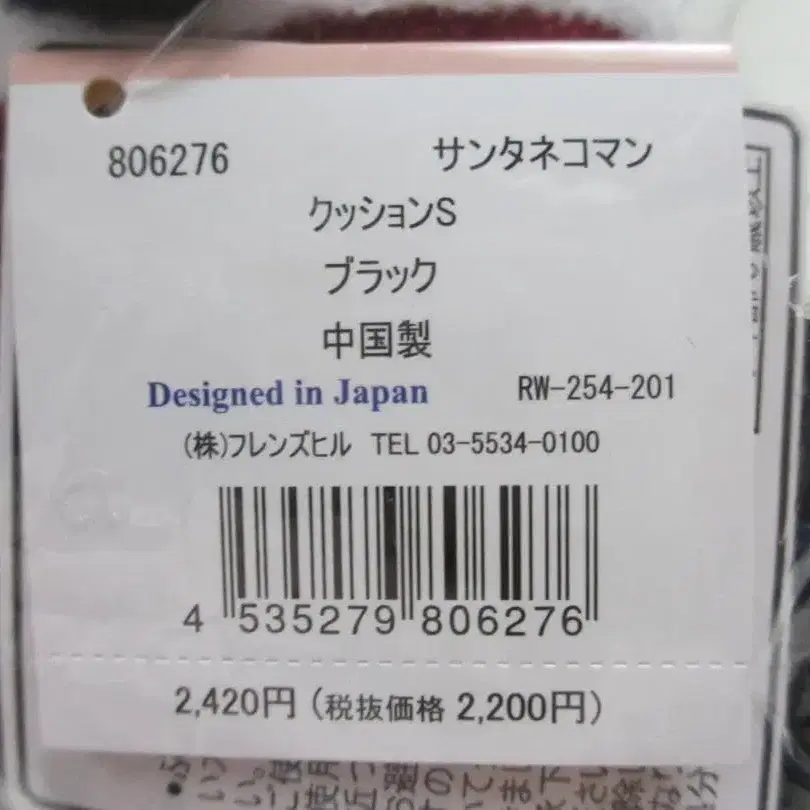 806276 サンタネコマン
クッションS
ブラック
中国製
Designed in Japan RW-254-201
(株)フレンズヒル TEL 03-5534-0100
4 535279 806276
2,420円 (税抜価格 2,200円)